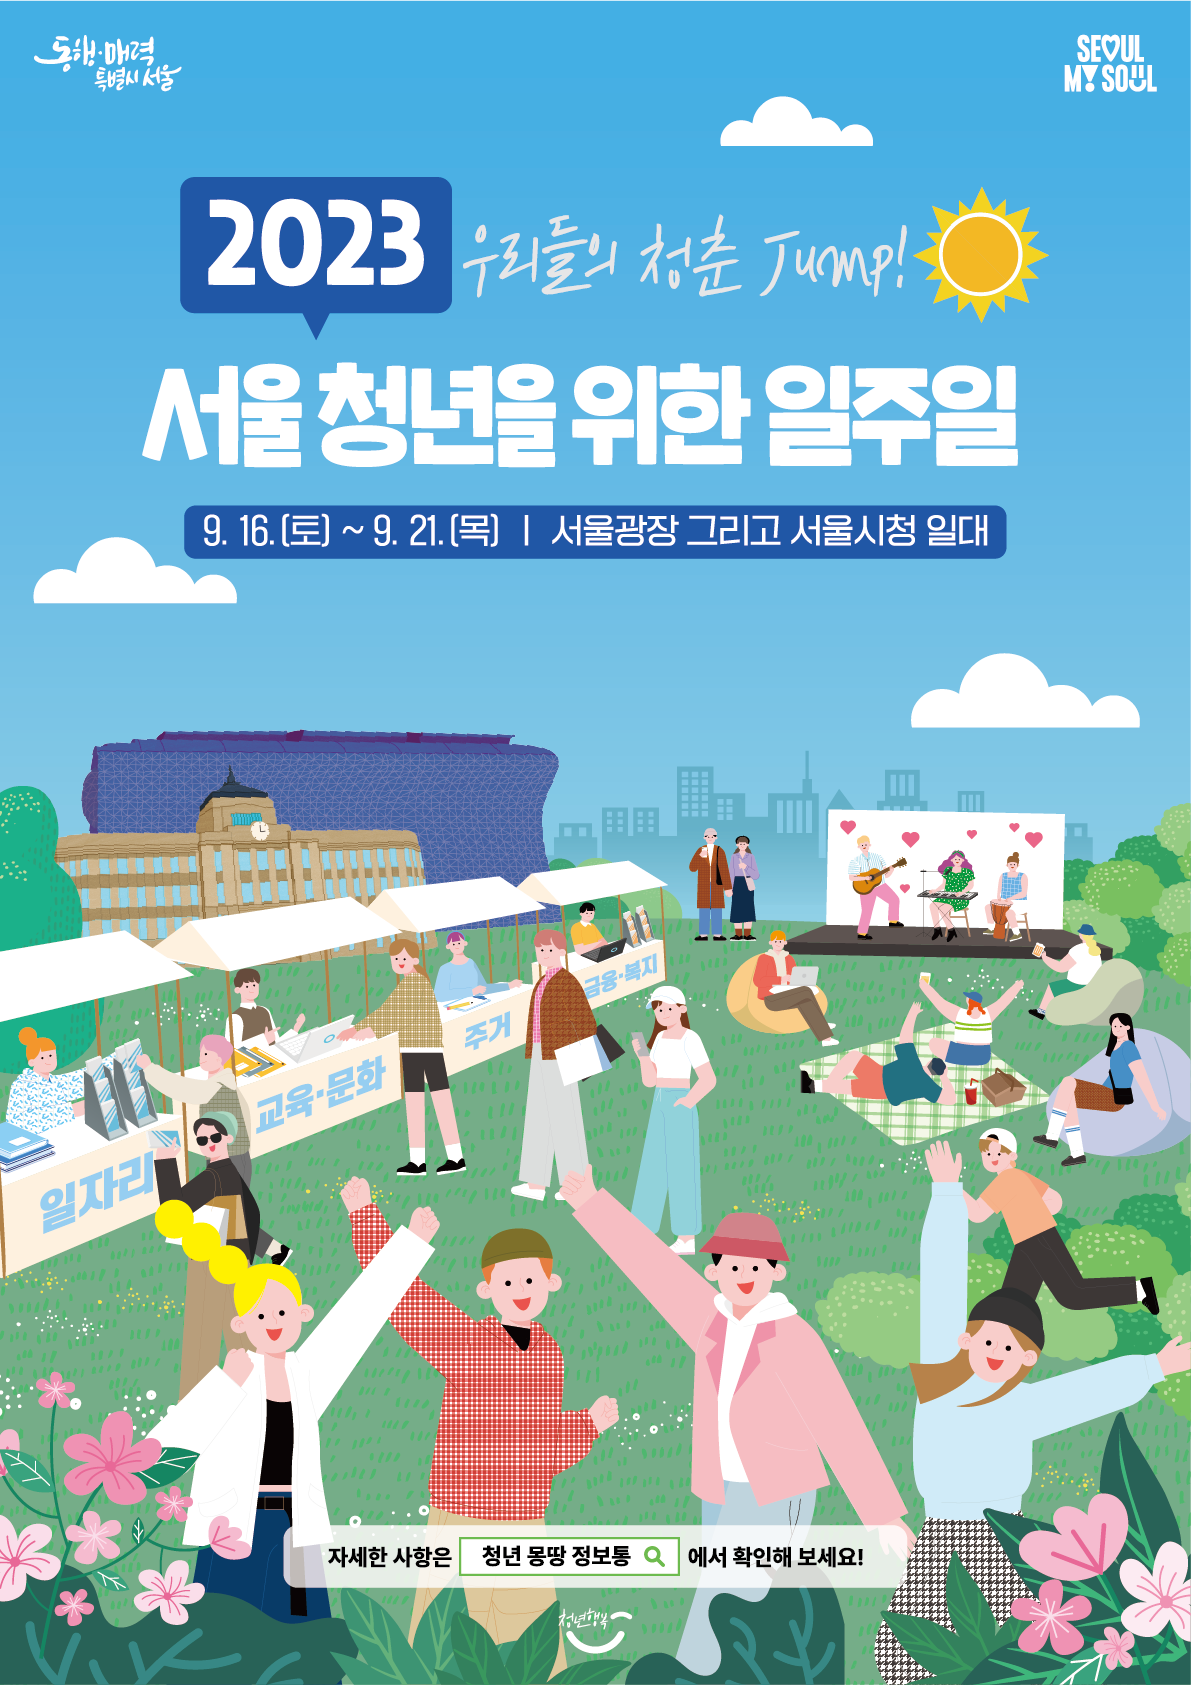 동행·매력
특별시 서울
SEOUL
MY SOUL
2023
우리들의 청춘 Jump!
서울 청년을 위한 일주일
9. 16.(토) ~ 9. 21.(목) | 서울광장 그리고 서울시청 일대
금융·복지
주거
교육·문화
일자리
자세한 사항은 청년 몽땅 정보통 에서 확인해 보세요!
청년행복